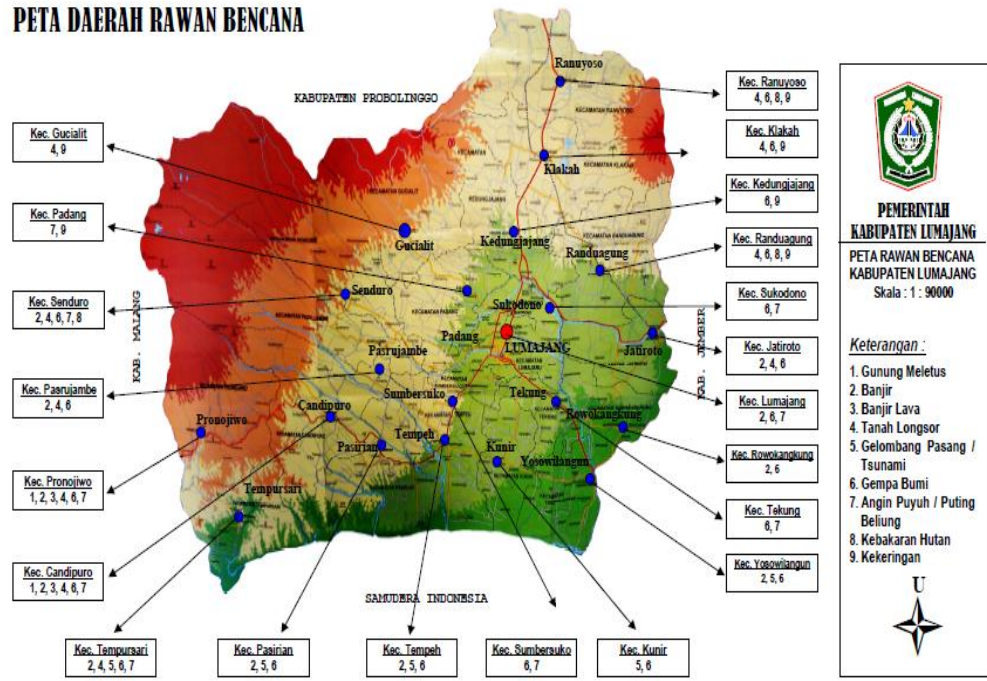 PETA DAERAH RAWAN BENCANA
KABUPATEN PROBOLINGGO
KAB. MALANG
KAB. JEMBER
SAMUDERA INDONESIA
Ranuyoso
Klakah
Kedungjajang
Randuagung
Gucialit
Senduro
Sukodono
Padang
LUMAJANG
Jatiroto
Pasrujambe
Sumbersuko
Tekung
Rowokangkung
Candipuro
Pronojiwo
Pasirian
Tempeh
Kunir
Yosowilangun
Tempursari
Kec. Gucialit
4, 9
Kec. Padang
7, 9
Kec. Senduro
2, 4, 6, 7, 8
Kec. Pasrujambe
2, 4, 6
Kec. Pronojiwo
1, 2, 3, 4, 6, 7
Kec. Candipuro
1, 2, 3, 4, 6, 7
Kec. Tempursari
2, 4, 5, 6, 7
Kec. Pasirian
2, 5, 6
Kec. Tempeh
2, 5, 6
Kec. Sumbersuko
6, 7
Kec. Kunir
5, 6
Kec. Ranuyoso
4, 6, 8, 9
Kec. Klakah
4, 6, 9
Kec. Kedungjajang
6, 9
Kec. Randuagung
4, 6, 8, 9
Kec. Sukodono
6, 7
Kec. Jatiroto
2, 4, 6
Kec. Lumajang
2, 6, 7
Kec. Rowokangkung
2, 6
Kec. Tekung
6, 7
Kec. Yosowilangun
2, 5, 6
PEMERINTAH
KABUPATEN LUMAJANG
PETA RAWAN BENCANA
KABUPATEN LUMAJANG
Skala : 1 : 90000
Keterangan :
1. Gunung Meletus
2. Banjir
3. Banjir Lava
4. Tanah Longsor
5. Gelombang Pasang /
Tsunami
6. Gempa Bumi
7. Angin Puyuh / Puting
Beliung
8. Kebakaran Hutan
9. Kekeringan
U